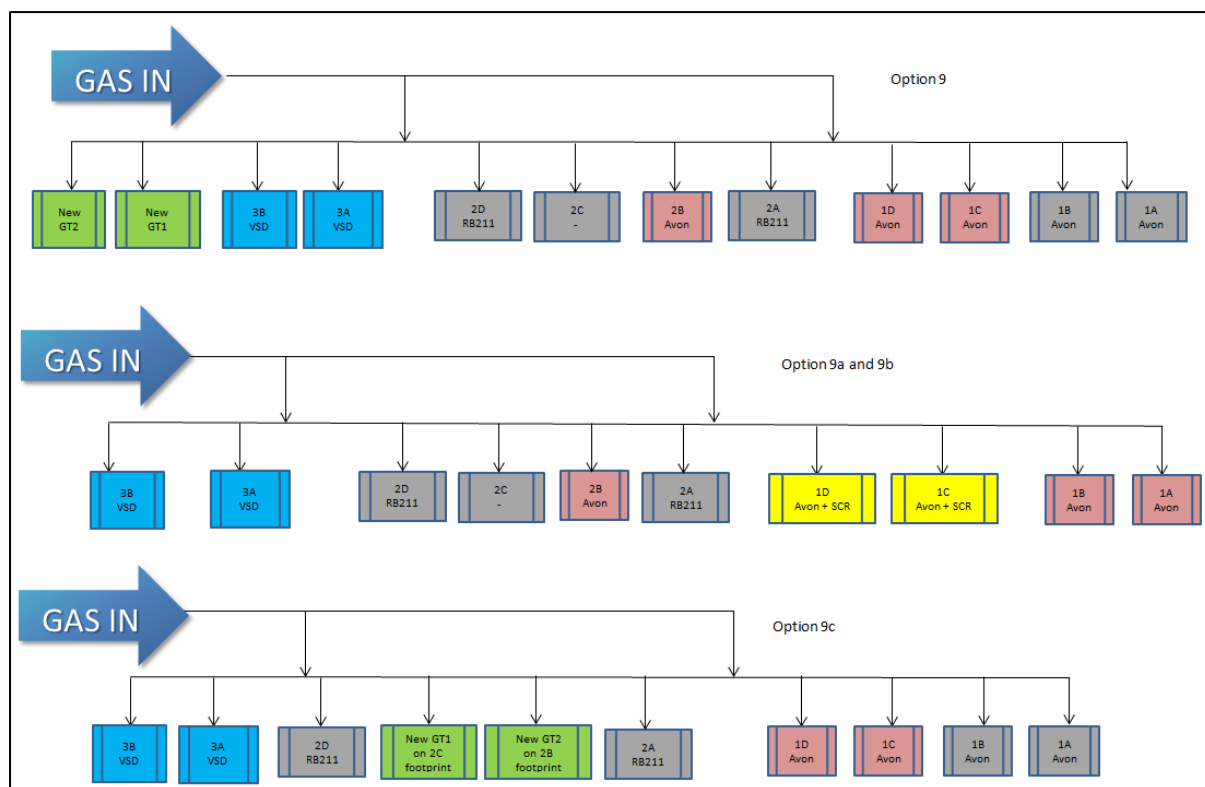 GAS IN
Option 9
New
GT2
New
GT1
3B
VSD
3A
VSD
2D
RB211
2C
-
2B
Avon
2A
RB211
1D
Avon
1C
Avon
1B
Avon
1A
Avon
GAS IN
Option 9a and 9b
3B
VSD
3A
VSD
2D
RB211
2C
-
2B
Avon
2A
RB211
1D
Avon + SCR
1C
Avon + SCR
1B
Avon
1A
Avon
GAS IN
Option 9c
3B
VSD
3A
VSD
2D
RB211
New GT1
on 2C
footprint
New GT2
on 2B
footprint
2A
RB211
1D
Avon
1C
Avon
1B
Avon
1A
Avon